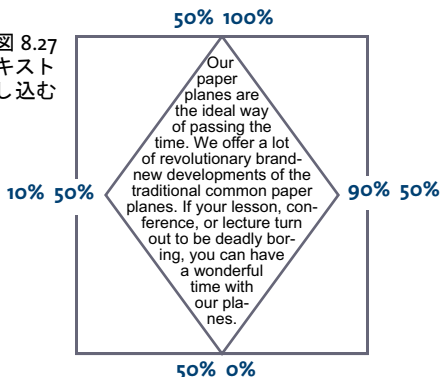 図 8.27
キスト
し込む
50% 100%
Our
paper
planes are
the ideal way
of passing the
time. We offer a lot
of revolutionary brand-
new developments of the
traditional common paper
planes. If your lesson, con-
ference, or lecture turn
out to be deadly bor-
ing, you can have
a wonderful
time with
our pla-
nes.
10% 50%
90% 50%
50% 0%